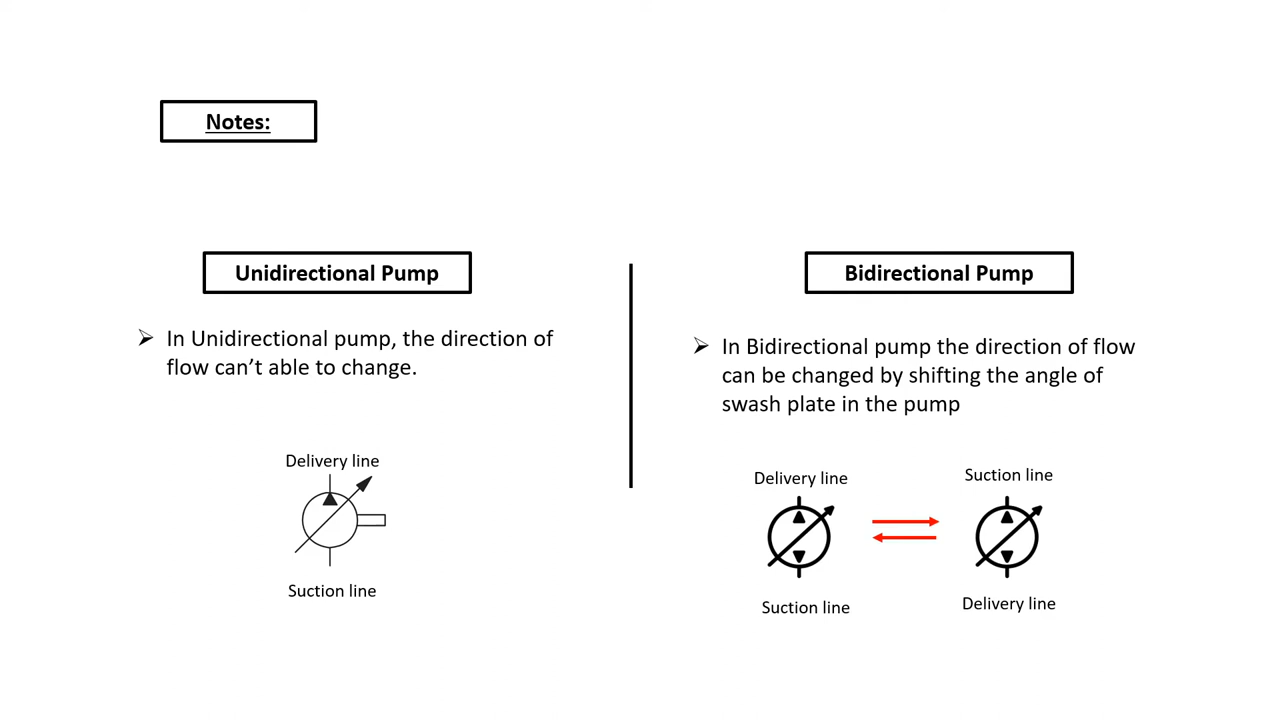 Notes:
Unidirectional Pump
In Unidirectional pump, the direction of
flow can’t able to change.
Delivery line
Suction line
Bidirectional Pump
In Bidirectional pump the direction of flow
can be changed by shifting the angle of
swash plate in the pump
Delivery line
Suction line
Suction line
Delivery line